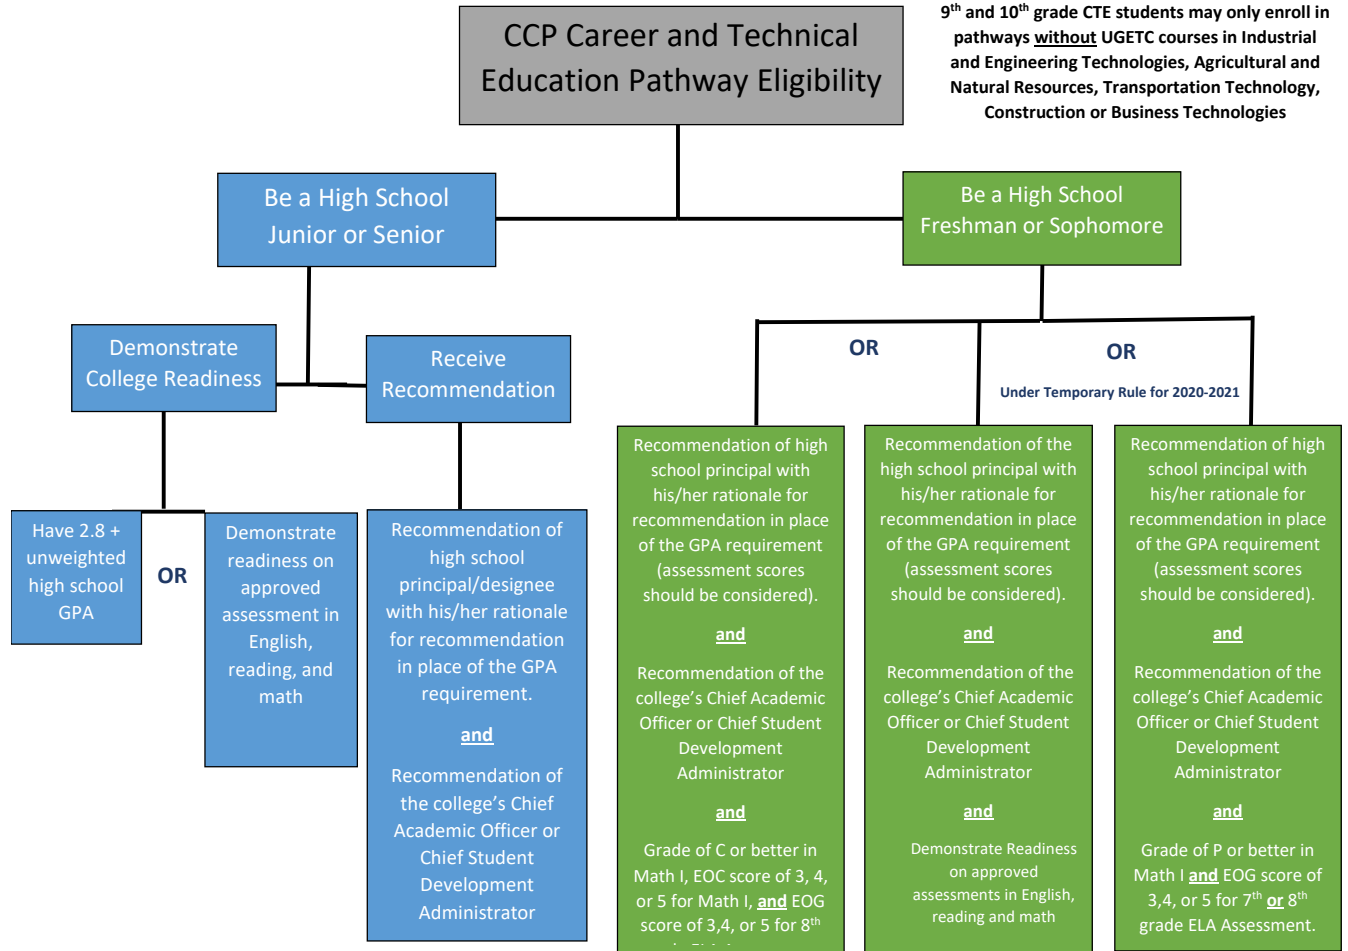 CCP Career and Technical
Education Pathway Eligibility
9th and 10th grade CTE students may only enroll in
pathways without UGETC courses in Industrial
and Engineering Technologies, Agricultural and
Natural Resources, Transportation Technology,
Construction or Business Technologies
Be a High School
Junior or Senior
Be a High School
Freshman or Sophomore
Demonstrate
College Readiness
Receive
Recommendation
OR
OR
Under Temporary Rule for 2020-2021
Have 2.8 +
unweighted
high school
GPA
OR
Demonstrate
readiness on
approved
assessment in
English,
reading, and
math
Recommendation of
high school
principal/designee
with his/her rationale
for recommendation
in place of the GPA
requirement.
and
Recommendation of
the college’s Chief
Academic Officer or
Chief Student
Development
Administrator
Recommendation of high
school principal with
his/her rationale for
recommendation in place
of the GPA requirement
(assessment scores
should be considered).
and
Recommendation of the
college’s Chief Academic
Officer or Chief Student
Development
Administrator
and
Grade of C or better in
Math I, EOC score of 3, 4,
or 5 for Math I, and EOG
score of 3,4, or 5 for 8th
Recommendation of the
high school principal with
his/her rationale for
recommendation in place
of the GPA requirement
(assessment scores
should be considered).
and
Recommendation of the
college’s Chief Academic
Officer or Chief Student
Development
Administrator
and
Demonstrate Readiness
on approved
assessments in English,
reading and math
Recommendation of high
school principal with
his/her rationale for
recommendation in place
of the GPA requirement
(assessment scores
should be considered).
and
Recommendation of the
college’s Chief Academic
Officer or Chief Student
Development
Administrator
and
Grade of P or better in
Math I and EOG score of
3,4, or 5 for 7th or 8th
grade ELA Assessment.